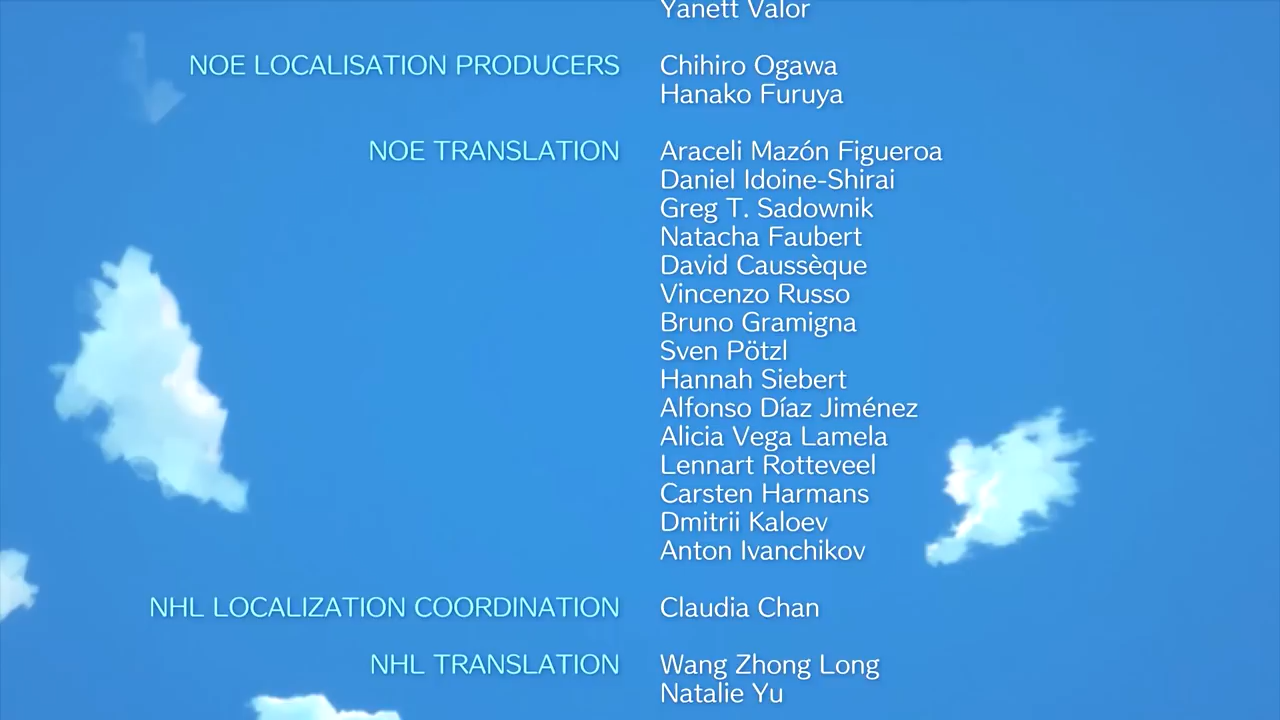 Yanett Valor
NOE LOCALISATION PRODUCERS Chihiro Ogawa
Hanako Furuya
NOE TRANSLATION Araceli Mazón Figueroa
Daniel Idoine-Shirai
Greg T. Sadownik
Natacha Faubert
David Caussèque
Vincenzo Russo
Bruno Gramigna
Sven Pötzl
Hannah Siebert
Alfonso Díaz Jiménez
Alicia Vega Lamela
Lennart Rotteveel
Carsten Harmans
Dmitrii Kaloev
Anton Ivanchikov
NHL LOCALIZATION COORDINATION Claudia Chan
NHL TRANSLATION Wang Zhong Long
Natalie Yu